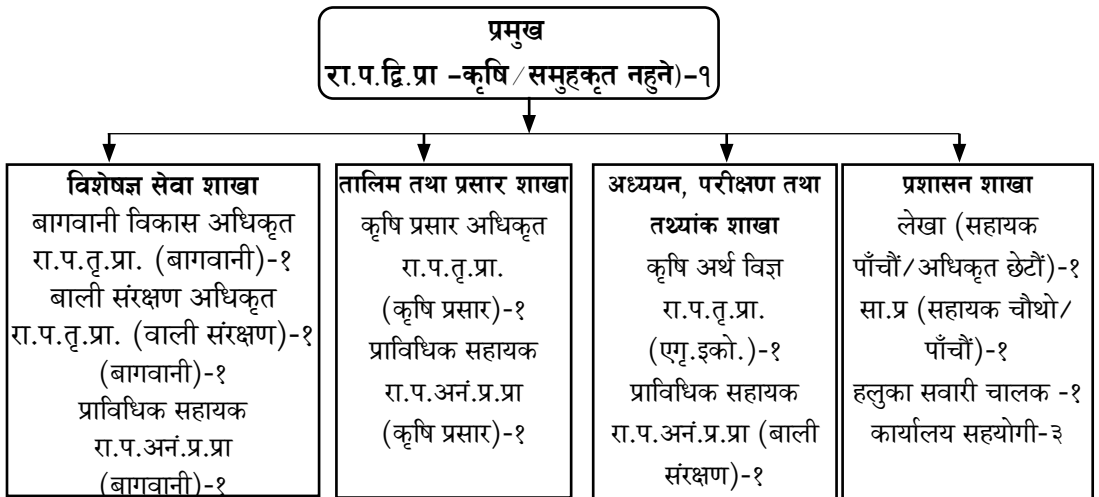 प्रमुख
रा.प.द्वि.प्रा –कृषि/समुहकृत नहुने)–१
विशेषज्ञ सेवा शाखा
बागवानी विकास अधिकृत
रा.प.तृ.प्रा. (बागवानी)-१
बाली संरक्षण अधिकृत
रा.प.तृ.प्रा. (वाली संरक्षण)-१
(बागवानी)-१
प्राविधिक सहायक
रा.प.अनं.प्र.प्रा
(बागवानी)-१
तालिम तथा प्रसार शाखा
कृषि प्रसार अधिकृत
रा.प.तृ.प्रा.
(कृषि प्रसार)-१
प्राविधिक सहायक
रा.प.अनं.प्र.प्रा
(कृषि प्रसार)-१
अध्ययन, परीक्षण तथा
तथ्यांक शाखा
कृषि अर्थ विज्ञ
रा.प.तृ.प्रा.
(एगृ.इको.)-१
प्राविधिक सहायक
रा.प.अनं.प्र.प्रा (बाली
संरक्षण)-१
प्रशासन शाखा
लेखा (सहायक
पाँचौं/अधिकृत छेटौं)-१
सा.प्र (सहायक चौथो/
पाँचौं)-१
हलुका सवारी चालक -१
कार्यालय सहयोगी-३